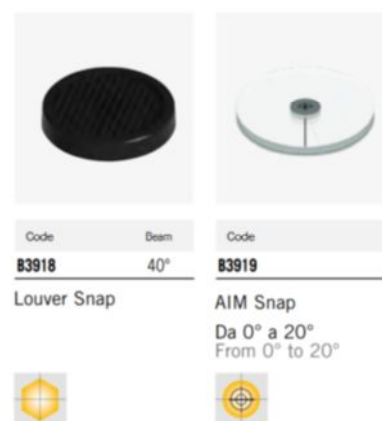 Code Beam
B3918 40°
Louver Snap
Code
B3919
AIM Snap
Da 0° a 20°
From 0° to 20°